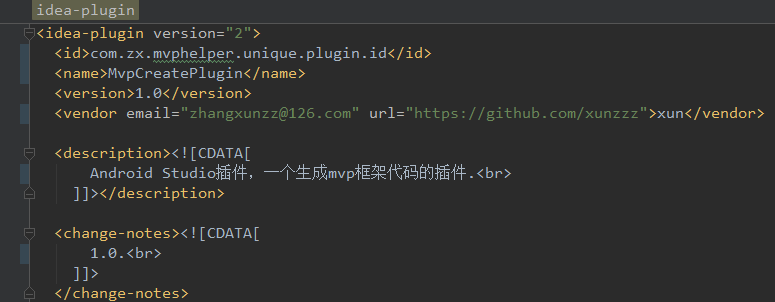 idea-plugin
<idea-plugin version="2">
<id>com.zx.mvphelper.unique.plugin.id</id>
<name>MvpCreatePlugin</name>
<version>1.0</version>
<vendor email="zhangxunzz@126.com" url="https://github.com/xunzzz">xun</vendor>
<description><![CDATA[
Android Studio插件，一个生成mvp框架代码的插件.<br>
]]></description>
<change-notes><![CDATA[
1.0.<br>
]]>
</change-notes>